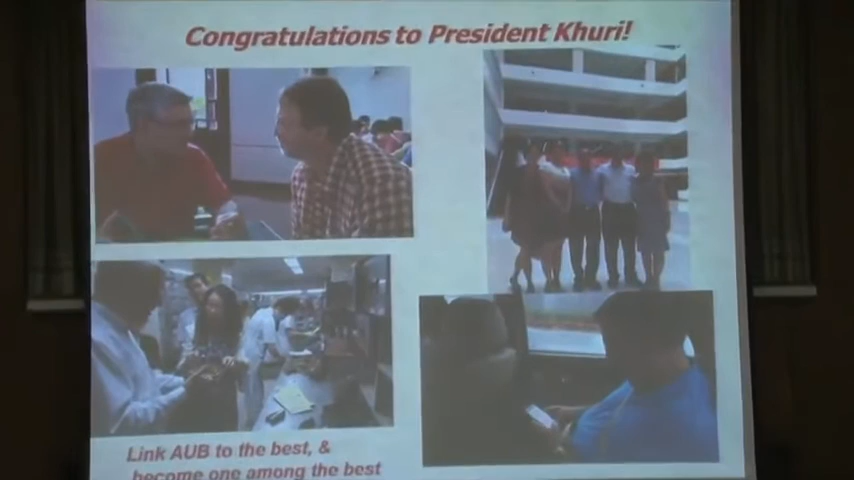 Congratulations to President Khuri!
Link AUB to the best, &
become one among the best